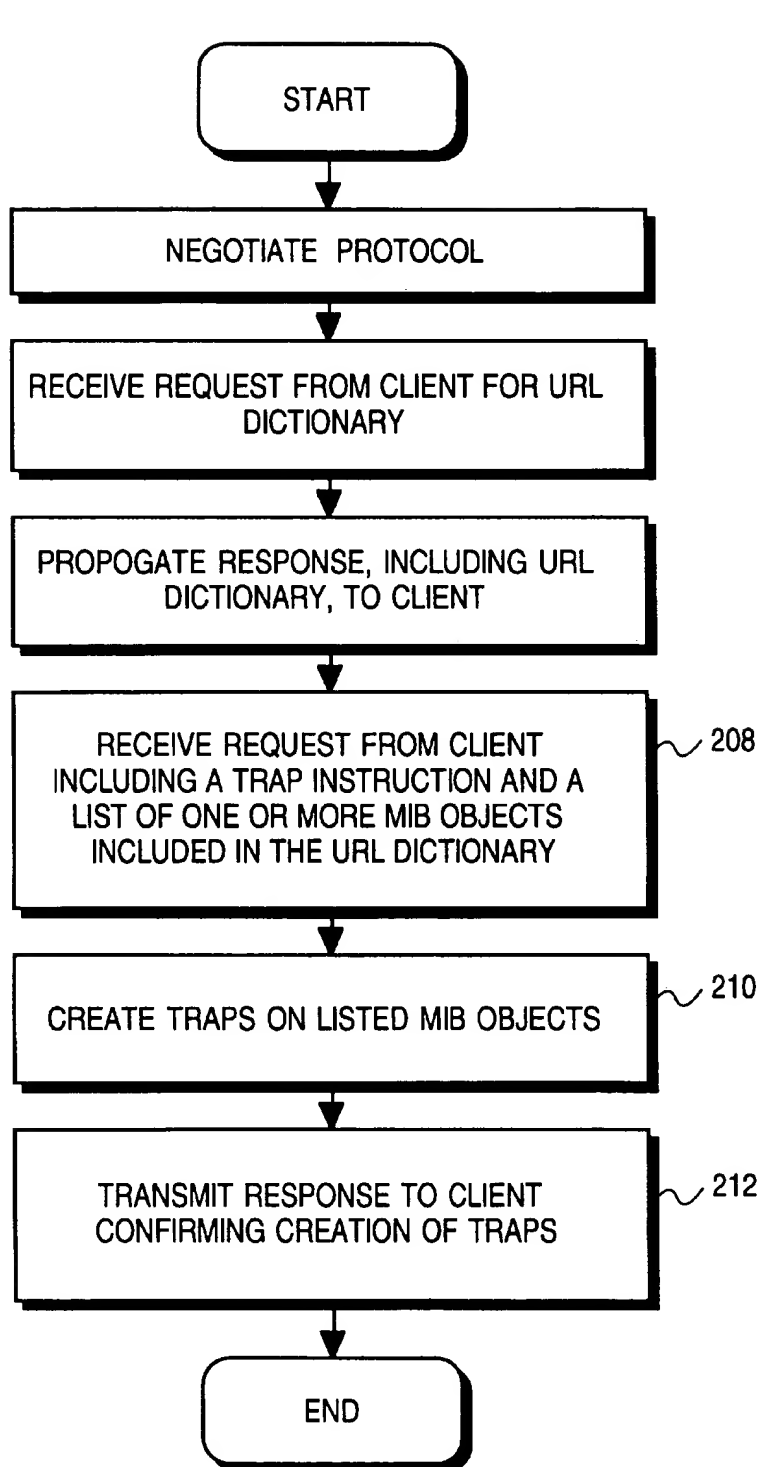 START
NEGOTIATE PROTOCOL
RECEIVE REQUEST FROM CLIENT FOR URL
DICTIONARY
PROPOGATE RESPONSE, INCLUDING URL
DICTIONARY, TO CLIENT
RECEIVE REQUEST FROM CLIENT
INCLUDING A TRAP INSTRUCTION AND A
LIST OF ONE OR MORE MIB OBJECTS
INCLUDED IN THE URL DICTIONARY
208
CREATE TRAPS ON LISTED MIB OBJECTS
210
TRANSMIT RESPONSE TO CLIENT
CONFIRMING CREATION OF TRAPS
212
END